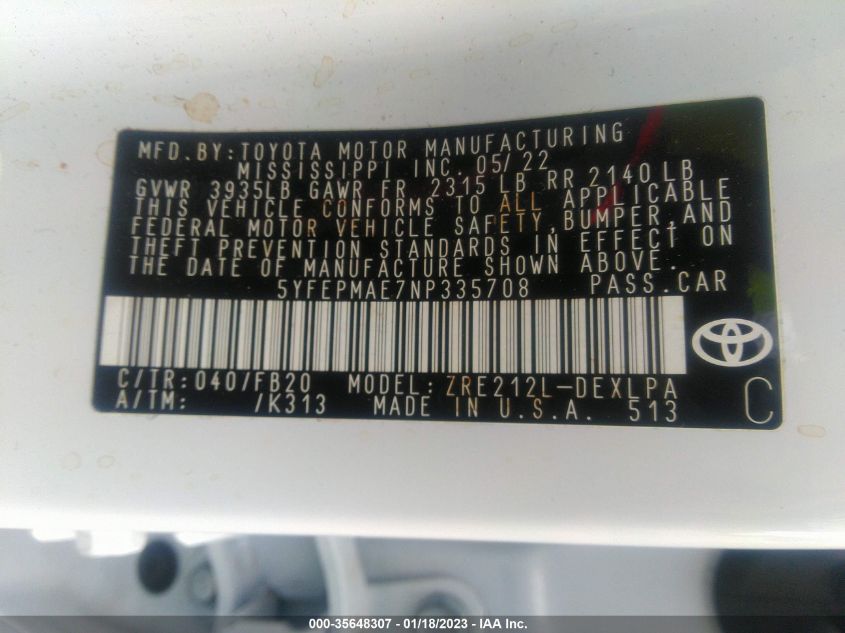 MFD.BY:TOYOTA MOTOR MANUFACTURING
MISSISSIPPI INC. 05/22
GVWR 3935LB GAWR FR 2315 LB RR 2140 LB
THIS VEHICLE CONFORMS TO ALL APPLICABLE
FEDERAL MOTOR VEHICLE SAFETY,BUMPER,AND
THEFT PREVENTION STANDARDS IN EFFECT ON
THE DATE OF MANUFACTURE SHOWN ABOVE.
5YFEPMAE7NP335708 PASS.CAR
C/TR:040/FB20 MODEL:ZRE212L-DEXLPA
A/TM: /K313 MADE IN U.S.A. 513 C
000-35648307 - 01/18/2023 - IAA Inc.